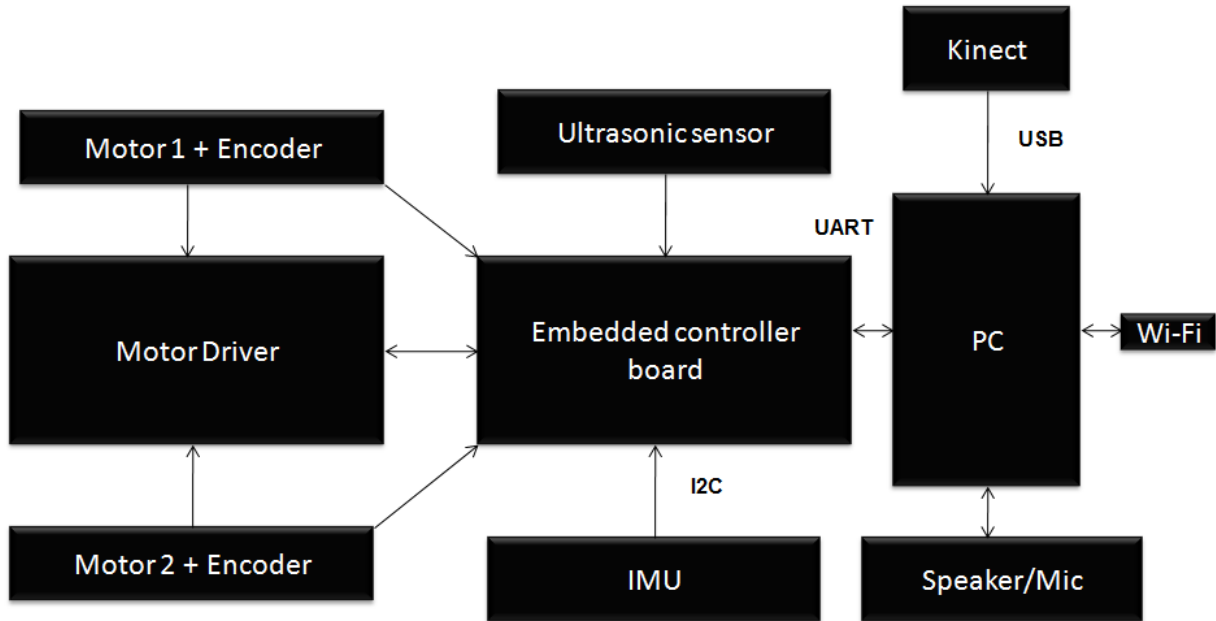 Kinect
Motor 1 + Encoder
Ultrasonic sensor
USB
UART
Motor Driver
Embedded controller
board
PC
Wi-Fi
I2C
Motor 2 + Encoder
IMU
Speaker/Mic